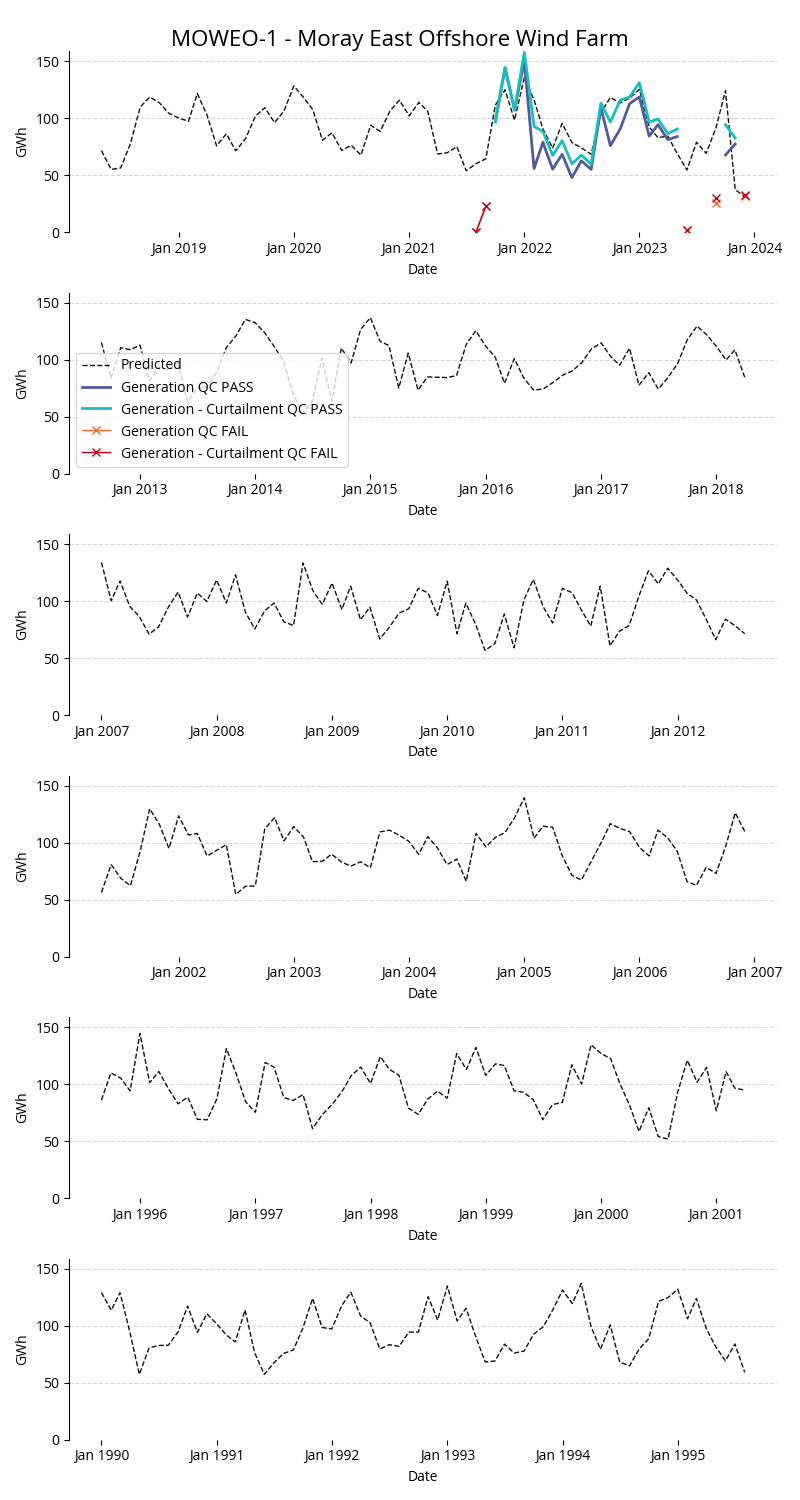 MOWEO-1 - Moray East Offshore Wind Farm
150
100
50
0
GWh
Jan 2019 Jan 2020 Jan 2021 Jan 2022 Jan 2023 Jan 2024
Date
150
100
50
0
GWh
Predicted
Generation QC PASS
Generation - Curtailment QC PASS
Generation QC FAIL
Generation - Curtailment QC FAIL
Jan 2013 Jan 2014 Jan 2015 Jan 2016 Jan 2017 Jan 2018
Date
150
100
50
0
GWh
Jan 2007 Jan 2008 Jan 2009 Jan 2010 Jan 2011 Jan 2012
Date
150
100
50
0
GWh
Jan 2002 Jan 2003 Jan 2004 Jan 2005 Jan 2006 Jan 2007
Date
150
100
50
0
GWh
Jan 1996 Jan 1997 Jan 1998 Jan 1999 Jan 2000 Jan 2001
Date
150
100
50
0
GWh
Jan 1990 Jan 1991 Jan 1992 Jan 1993 Jan 1994 Jan 1995
Date